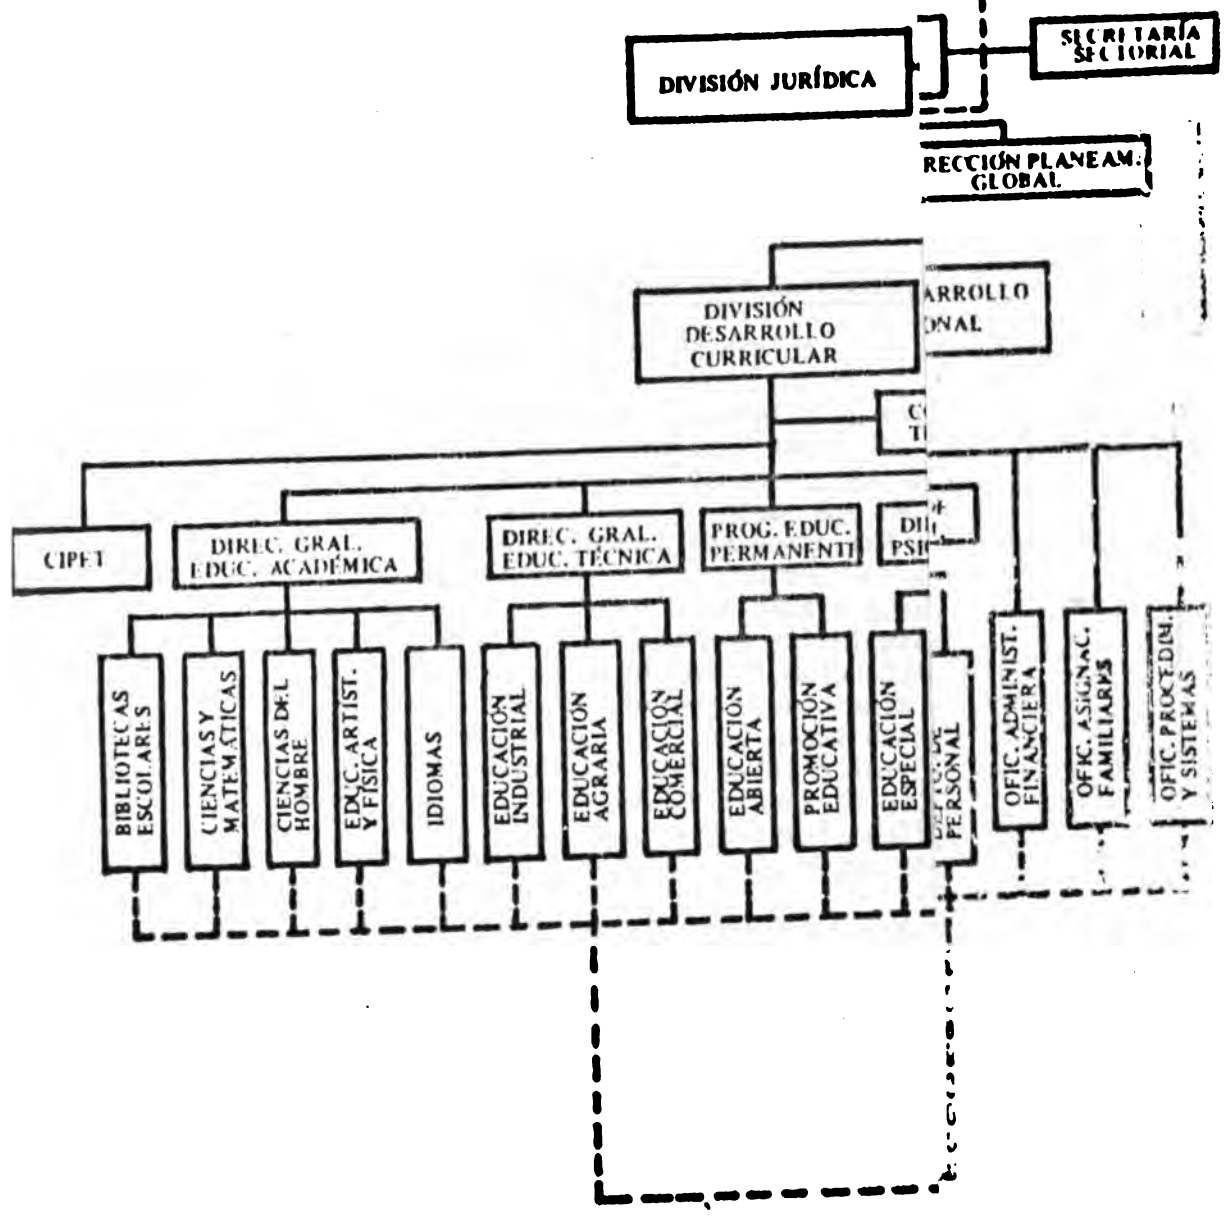 SECRETARÍA
SECTORIAL
DIVISIÓN JURÍDICA
RECCIÓN PLANEAM.
GLOBAL
DIVISIÓN
DESARROLLO
CURRICULAR
ARROLLO
ONAL
CIPET
DIREC. GRAL.
EDUC. ACADÉMICA
DIREC. GRAL.
EDUC. TÉCNICA
PROG. EDUC.
PERMANENTE
BIBLIOTECAS
ESCOLARES
CIENCIAS Y
MATEMÁTICAS
CIENCIAS DEL
HOMBRE
EDUC. ARTIST.
Y FÍSICA
IDIOMAS
EDUCACIÓN
INDUSTRIAL
EDUCACIÓN
AGRARIA
EDUCACIÓN
COMERCIAL
EDUCACIÓN
ABIERTA
PROMOCIÓN
EDUCATIVA
EDUCACIÓN
ESPECIAL
PERSONAL
OFIC. ADMINIST.
FINANCIERA
OFIC. ASIGNAC.
FAMILIARES
OFIC. PROCEDIM.
Y SISTEMAS